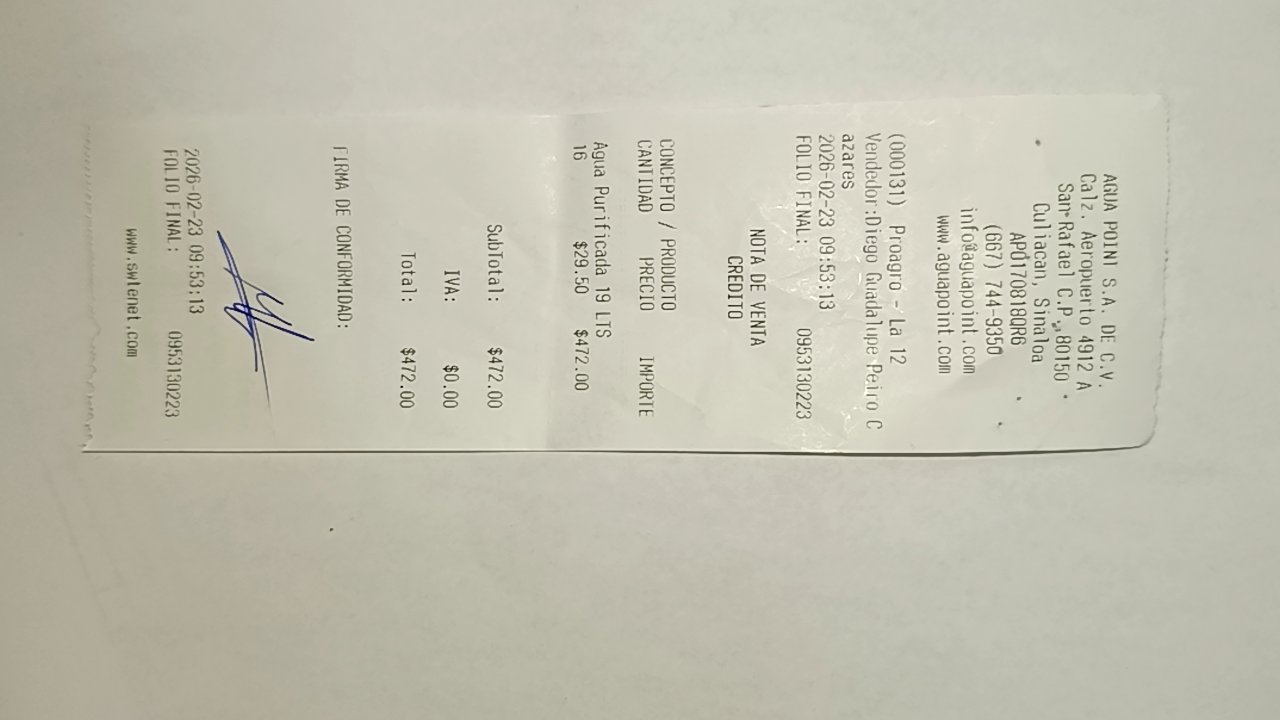 AGUA POINT S.A. DE C.V.
Calz. Aeropuerto 4912 A
San Rafael C.P. 80150
Culiacan, Sinaloa
APO170818QR6
(667) 744-9350
info@aguapoint.com
www.aguapoint.com
(000131) Proagro - La 12
Vendedor:Diego Guadalupe Peiro C
azares
2026-02-23 09:53:13
FOLIO FINAL: 0953130223
NOTA DE VENTA
CREDITO
CONCEPTO / PRODUCTO
CANTIDAD PRECIO IMPORTE
Agua Purificada 19 LTS
16 $29.50 $472.00
SubTotal: $472.00
IVA: $0.00
Total: $472.00
FIRMA DE CONFORMIDAD:
2026-02-23 09:53:13
FOLIO FINAL: 0953130223
www.swtenet.com